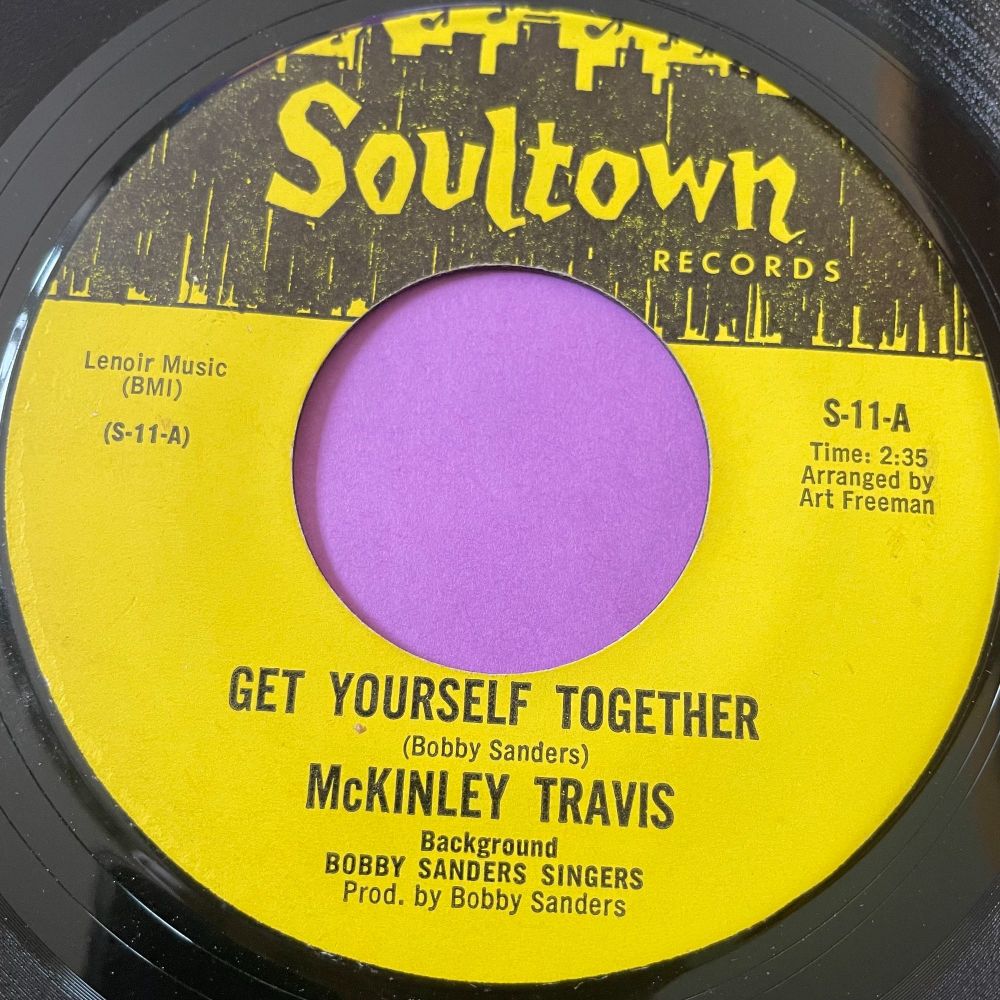 Soultown
RECORDS
Lenoir Music
(BMI)
(S-11-A)
S-11-A
Time: 2:35
Arranged by
Art Freeman
GET YOURSELF TOGETHER
(Bobby Sanders)
McKINLEY TRAVIS
Background
BOBBY SANDERS SINGERS
Prod. by Bobby Sanders